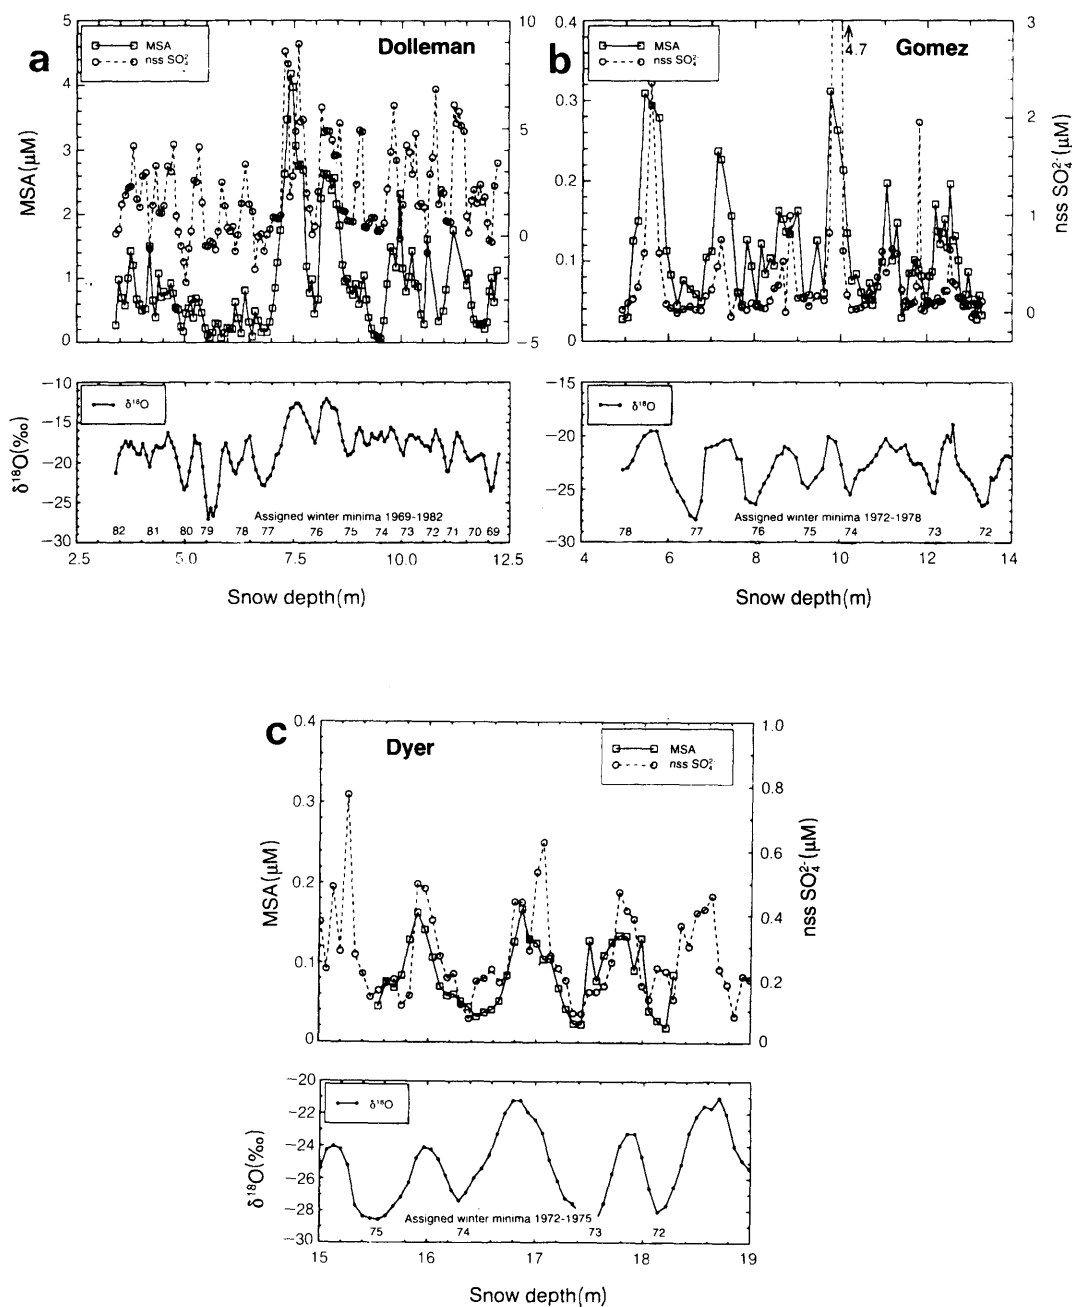 a
Dolleman
MSA
nss SO₄²⁻
5
4
3
2
1
0
MSA(μM)
10
5
0
−5
δ¹⁸O
−10
−15
−20
−25
−30
δ¹⁸O(‰)
Assigned winter minima 1969-1982
82 81 80 79 78 77 76 75 74 73 72 71 70 69
2.5 5.0 7.5 10.0 12.5
Snow depth(m)
b
Gomez
MSA
nss SO₄²⁻
4.7
0.4
0.3
0.2
0.1
0
3
2
1
0
nss SO₄²⁻(μM)
δ¹⁸O
−15
−20
−25
−30
Assigned winter minima 1972-1978
78 77 76 75 74 73 72
4 6 8 10 12 14
Snow depth(m)
c
Dyer
MSA
nss SO₄²⁻
0.4
0.3
0.2
0.1
0
MSA(μM)
1.0
0.8
0.6
0.4
0.2
0
nss SO₄²⁻(μM)
δ¹⁸O
−20
−22
−24
−26
−28
−30
δ¹⁸O(‰)
Assigned winter minima 1972-1975
75 74 73 72
15 16 17 18 19
Snow depth(m)